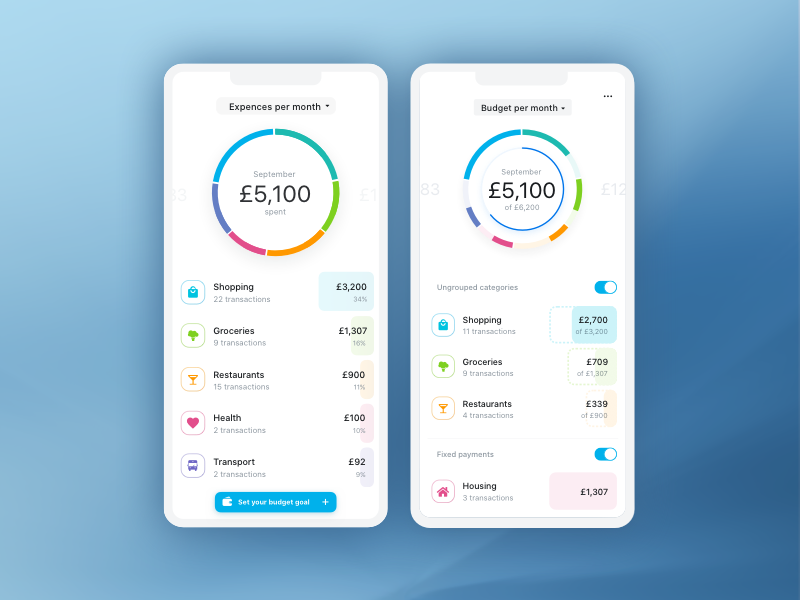 Expences per month
83
September
£5,100
spent
£1
Shopping
22 transactions
£3,200
34%
Groceries
9 transactions
£1,307
16%
Restaurants
15 transactions
£900
11%
Health
2 transactions
£100
10%
Transport
2 transactions
£92
9%
Set your budget goal +
...
Budget per month
83
September
£5,100
of £6,200
£12
Ungrouped categories
Shopping
11 transactions
£2,700
of £3,200
Groceries
9 transactions
£709
of £1,307
Restaurants
4 transactions
£339
of £900
Fixed payments
Housing
3 transactions
£1,307